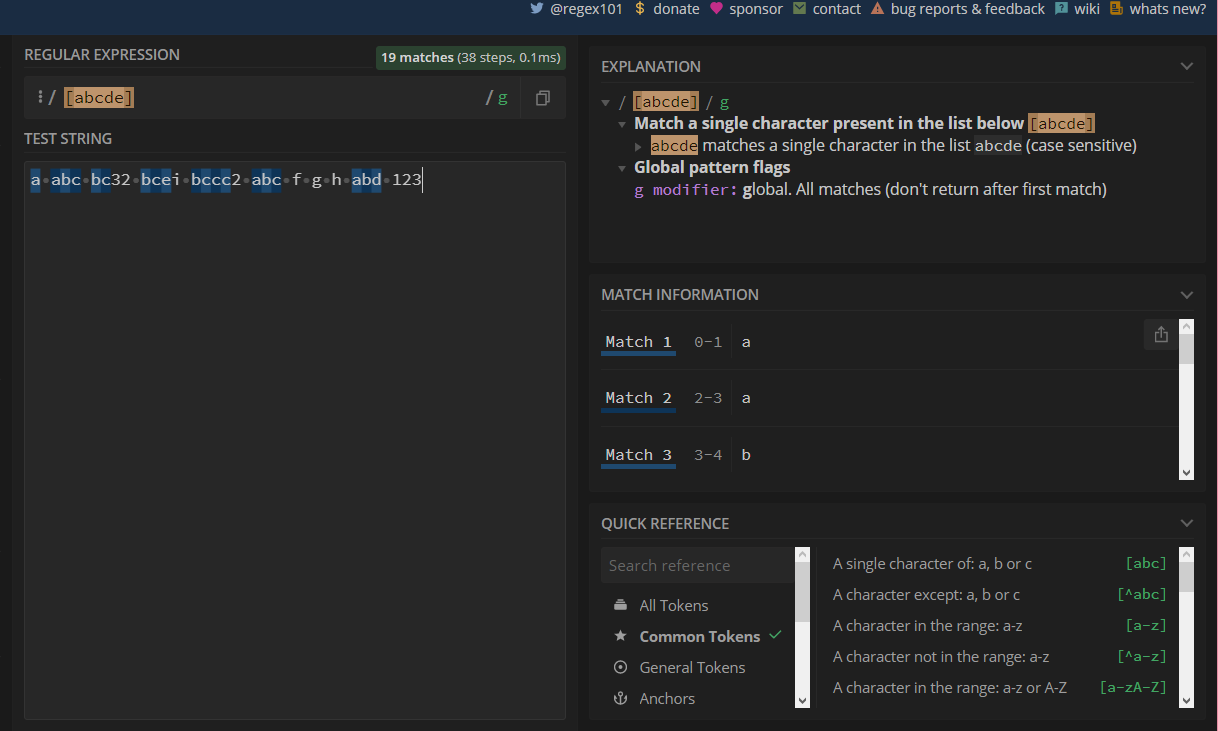 @regex101 $ donate sponsor contact bug reports & feedback wiki whats new?
REGULAR EXPRESSION
19 matches (38 steps, 0.1ms)
/ [abcde] / g
TEST STRING
a abc bc32 bcei bccc2 abc f g h abd 123
EXPLANATION
/ [abcde] / g
Match a single character present in the list below [abcde]
abcde matches a single character in the list abcde (case sensitive)
Global pattern flags
g modifier: global. All matches (don't return after first match)
MATCH INFORMATION
Match 1 0-1 a
Match 2 2-3 a
Match 3 3-4 b
QUICK REFERENCE
Search reference
All Tokens
Common Tokens
General Tokens
Anchors
A single character of: a, b or c [abc]
A character except: a, b or c [^abc]
A character in the range: a-z [a-z]
A character not in the range: a-z [^a-z]
A character in the range: a-z or A-Z [a-zA-Z]